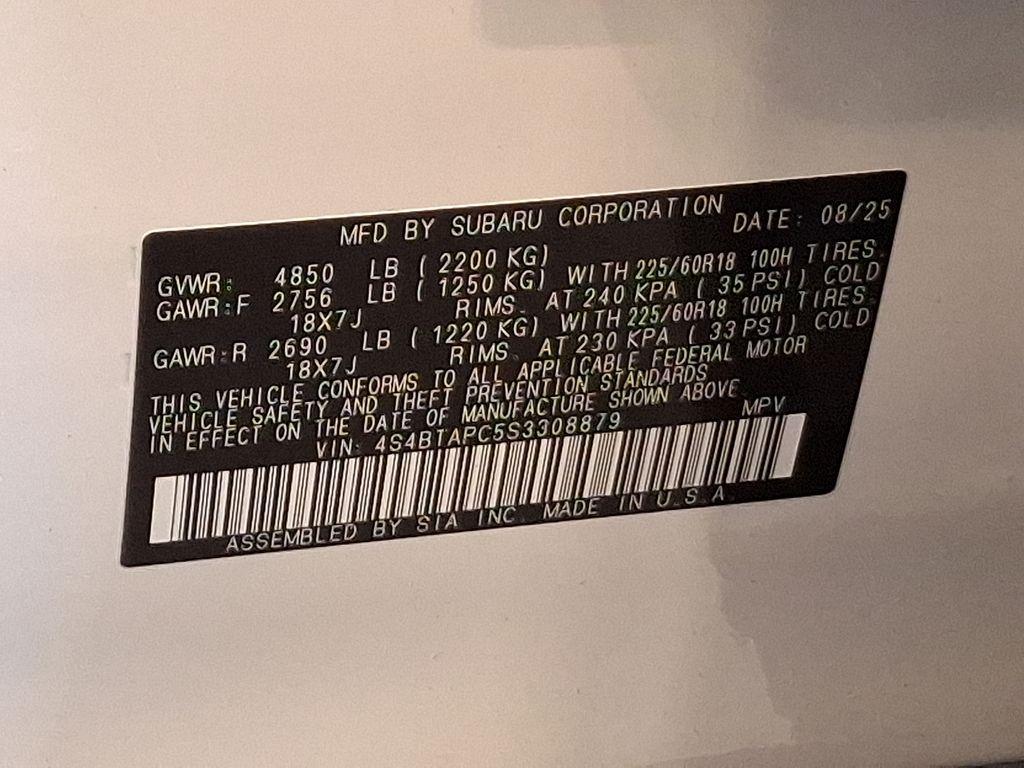 MFD BY SUBARU CORPORATION DATE: 08/25
GVWR: 4850 LB ( 2200 KG)
GAWR:F 2756 LB ( 1250 KG) WITH 225/60R18 100H TIRES.
18X7J RIMS. AT 240 KPA ( 35 PSI) COLD
GAWR:R 2690 LB ( 1220 KG) WITH 225/60R18 100H TIRES.
18X7J RIMS. AT 230 KPA ( 33 PSI) COLD
THIS VEHICLE CONFORMS TO ALL APPLICABLE FEDERAL MOTOR
VEHICLE SAFETY AND THEFT PREVENTION STANDARDS
IN EFFECT ON THE DATE OF MANUFACTURE SHOWN ABOVE.
VIN: 4S4BTAPC5S3308879 MPV
ASSEMBLED BY SIA INC. MADE IN U.S.A.